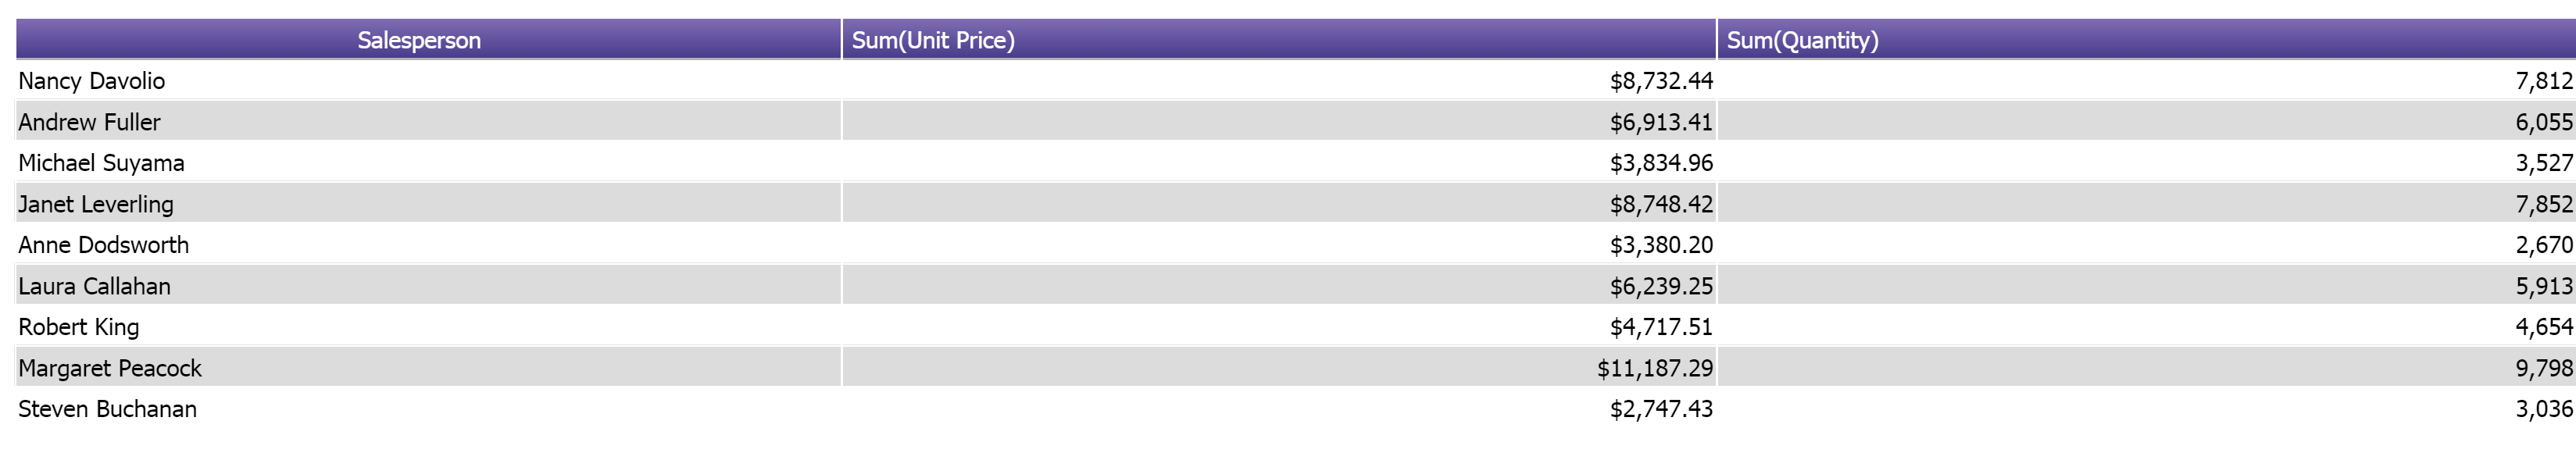 Salesperson Sum(Unit Price) Sum(Quantity)
Nancy Davolio $8,732.44 7,812
Andrew Fuller $6,913.41 6,055
Michael Suyama $3,834.96 3,527
Janet Leverling $8,748.42 7,852
Anne Dodsworth $3,380.20 2,670
Laura Callahan $6,239.25 5,913
Robert King $4,717.51 4,654
Margaret Peacock $11,187.29 9,798
Steven Buchanan $2,747.43 3,036